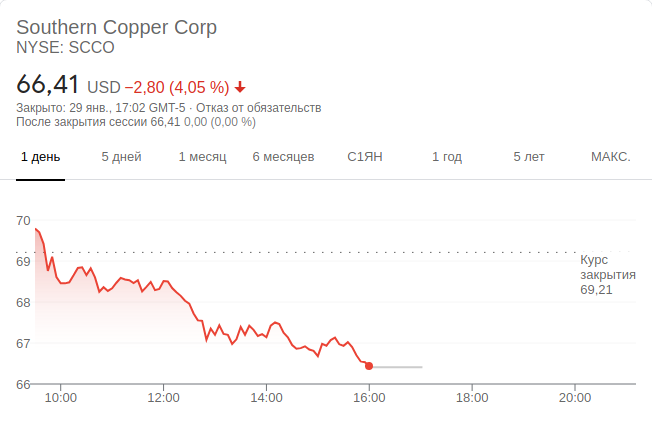 Southern Copper Corp
NYSE: SCCO
66,41 USD −2,80 (4,05 %)
Закрыто: 29 янв., 17:02 GMT-5 · Отказ от обязательств
После закрытия сессии 66,41 0,00 (0,00 %)
1 день 5 дней 1 месяц 6 месяцев С1ЯН 1 год 5 лет МАКС.
70
69
68
67
66
Курс
закрытия
69,21
10:00 12:00 14:00 16:00 18:00 20:00